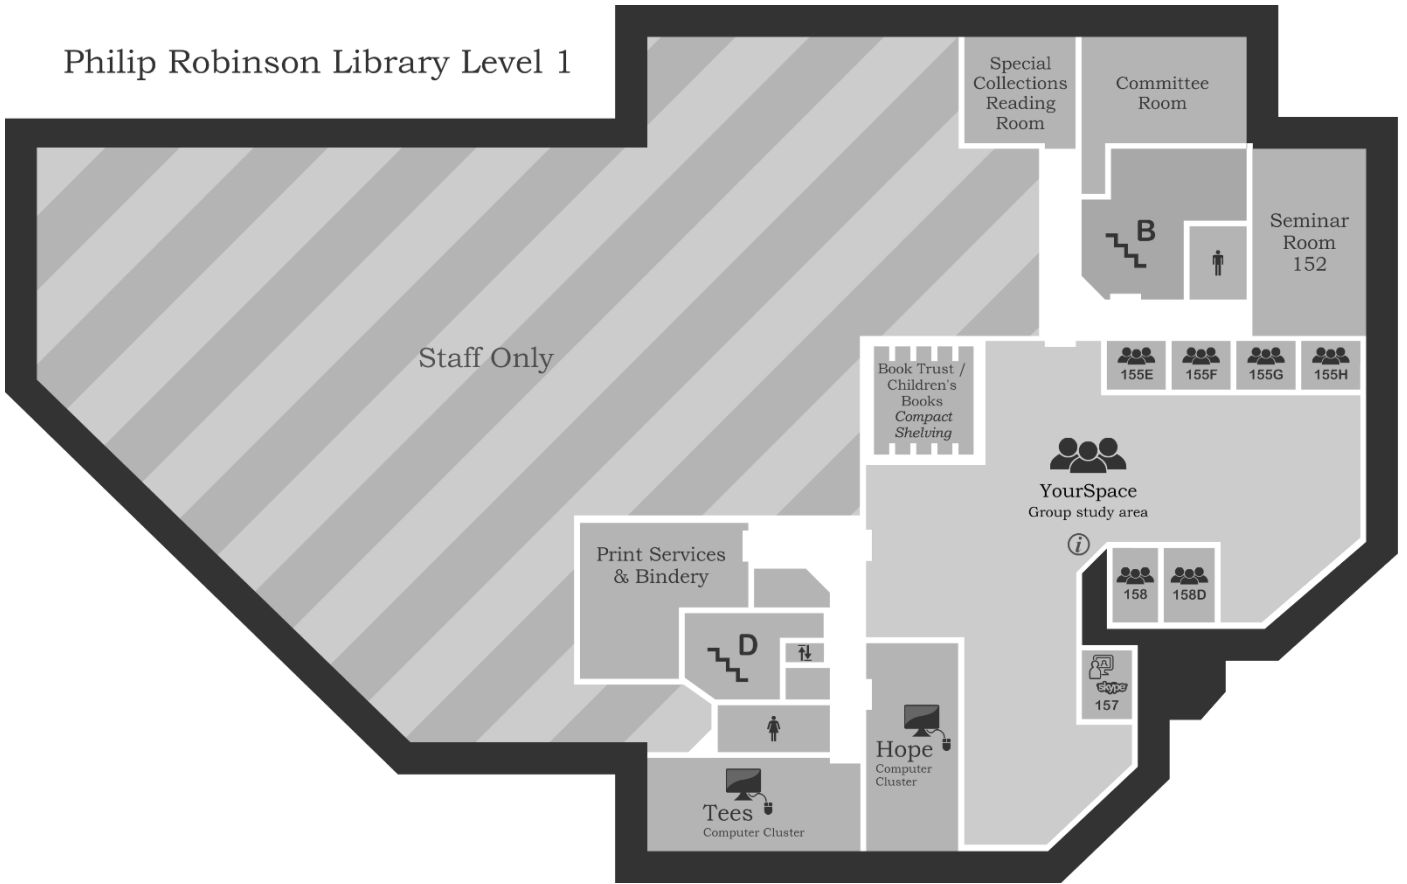 Philip Robinson Library Level 1
Special
Collections
Reading
Room
Committee
Room
B
Seminar
Room
152
Staff Only
155E
155F
155G
155H
Book Trust /
Children's
Books
Compact
Shelving
YourSpace
Group study area
i
Print Services
& Bindery
158
158D
D
A
skype
157
Hope
Computer
Cluster
Tees
Computer Cluster